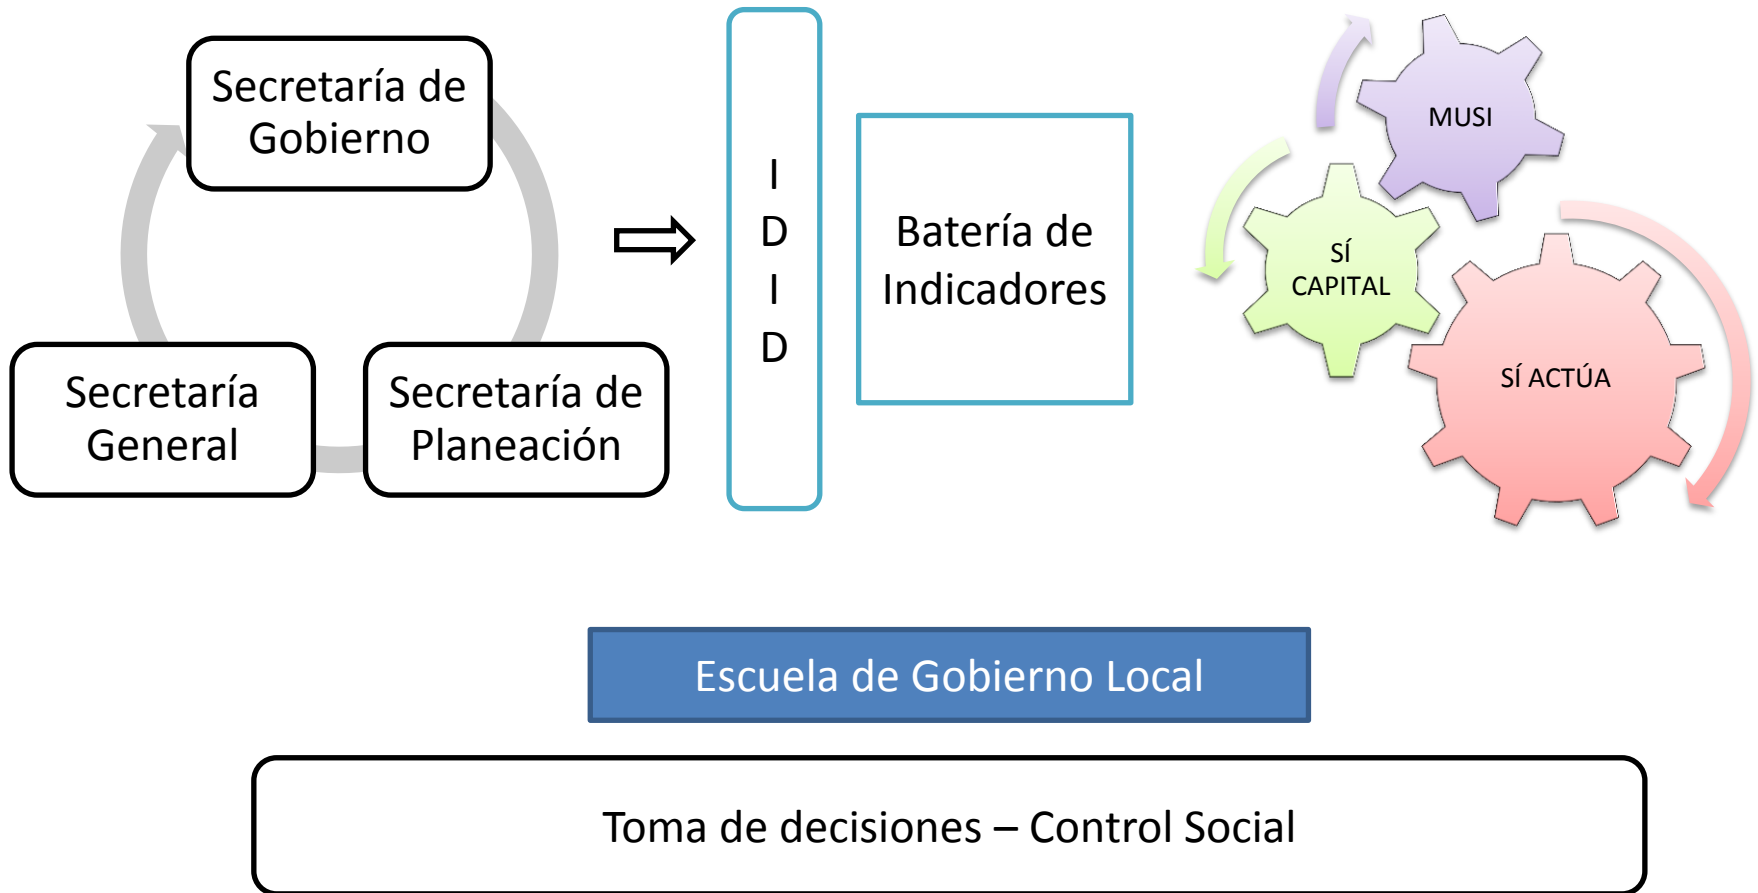 Secretaría de
Gobierno
Secretaría
General
Secretaría de
Planeación
I
D
I
D
Batería de
Indicadores
MUSI
SÍ
CAPITAL
SÍ ACTÚA
Escuela de Gobierno Local
Toma de decisiones – Control Social